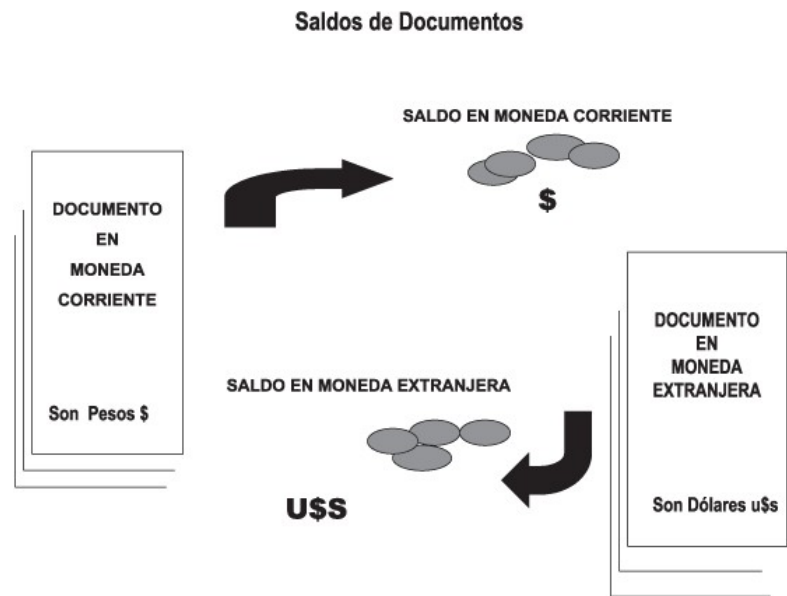 Saldos de Documentos
SALDO EN MONEDA CORRIENTE
$
DOCUMENTO
EN
MONEDA
CORRIENTE
Son Pesos $
DOCUMENTO
EN
MONEDA
EXTRANJERA
Son Dólares u$s
SALDO EN MONEDA EXTRANJERA
U$S